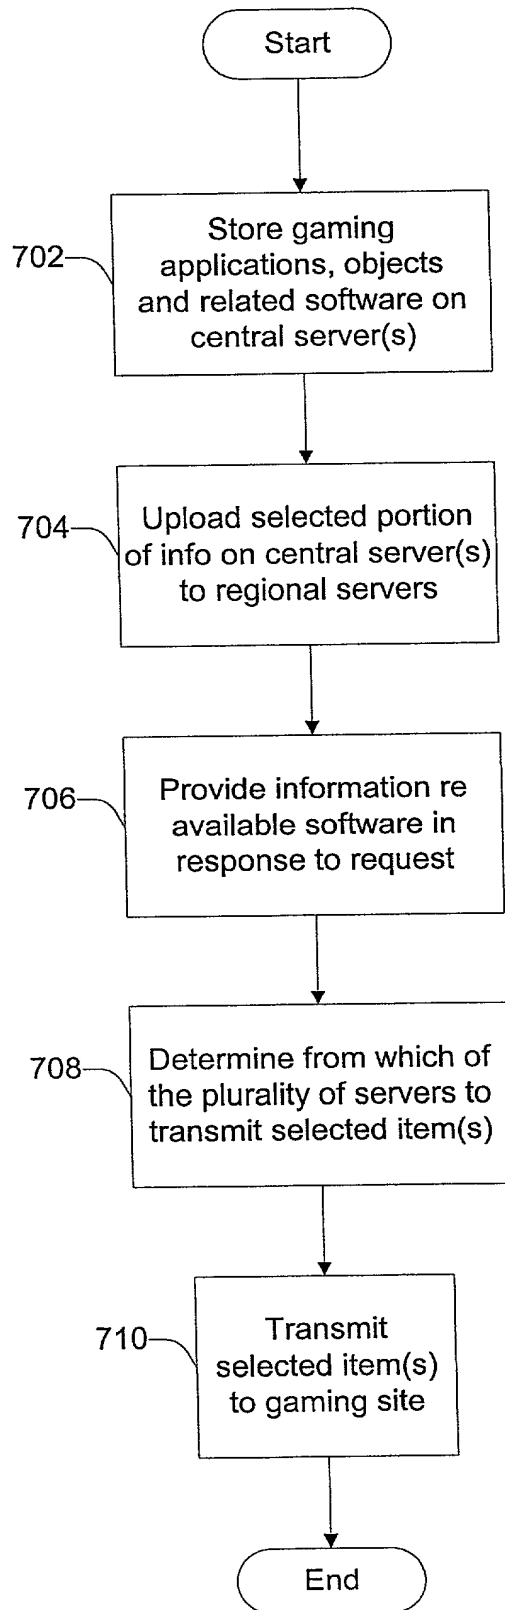 Start
702
Store gaming
applications, objects
and related software on
central server(s)
704
Upload selected portion
of info on central server(s)
to regional servers
706
Provide information re
available software in
response to request
708
Determine from which of
the plurality of servers to
transmit selected item(s)
710
Transmit
selected item(s)
to gaming site
End